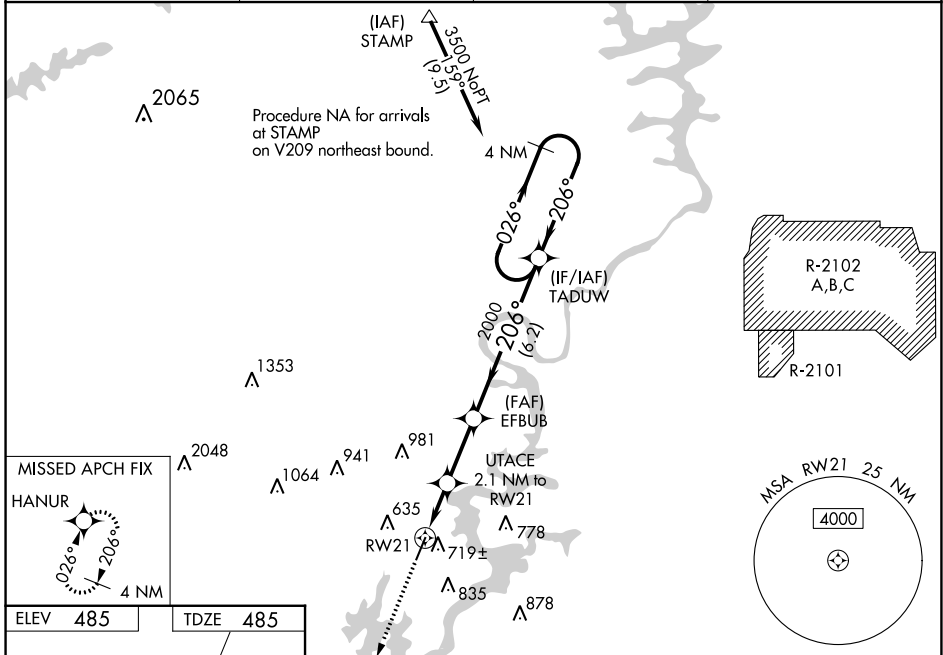 (IAF)
STAMP
3500 NoPT
159°
(9.5)
2065
Procedure NA for arrivals
at STAMP
on V209 northeast bound.
4 NM
026°
206°
(IF/IAF)
TADUW
2000
206°
(6.2)
R-2102
A,B,C
R-2101
1353
(FAF)
EFBUB
2048
1064
941
981
UTACE
2.1 NM to
RW21
635
778
RW21
719±
835
878
MISSED APCH FIX
HANUR
026°
206°
4 NM
MSA RW21 25 NM
4000
ELEV 485
TDZE 485